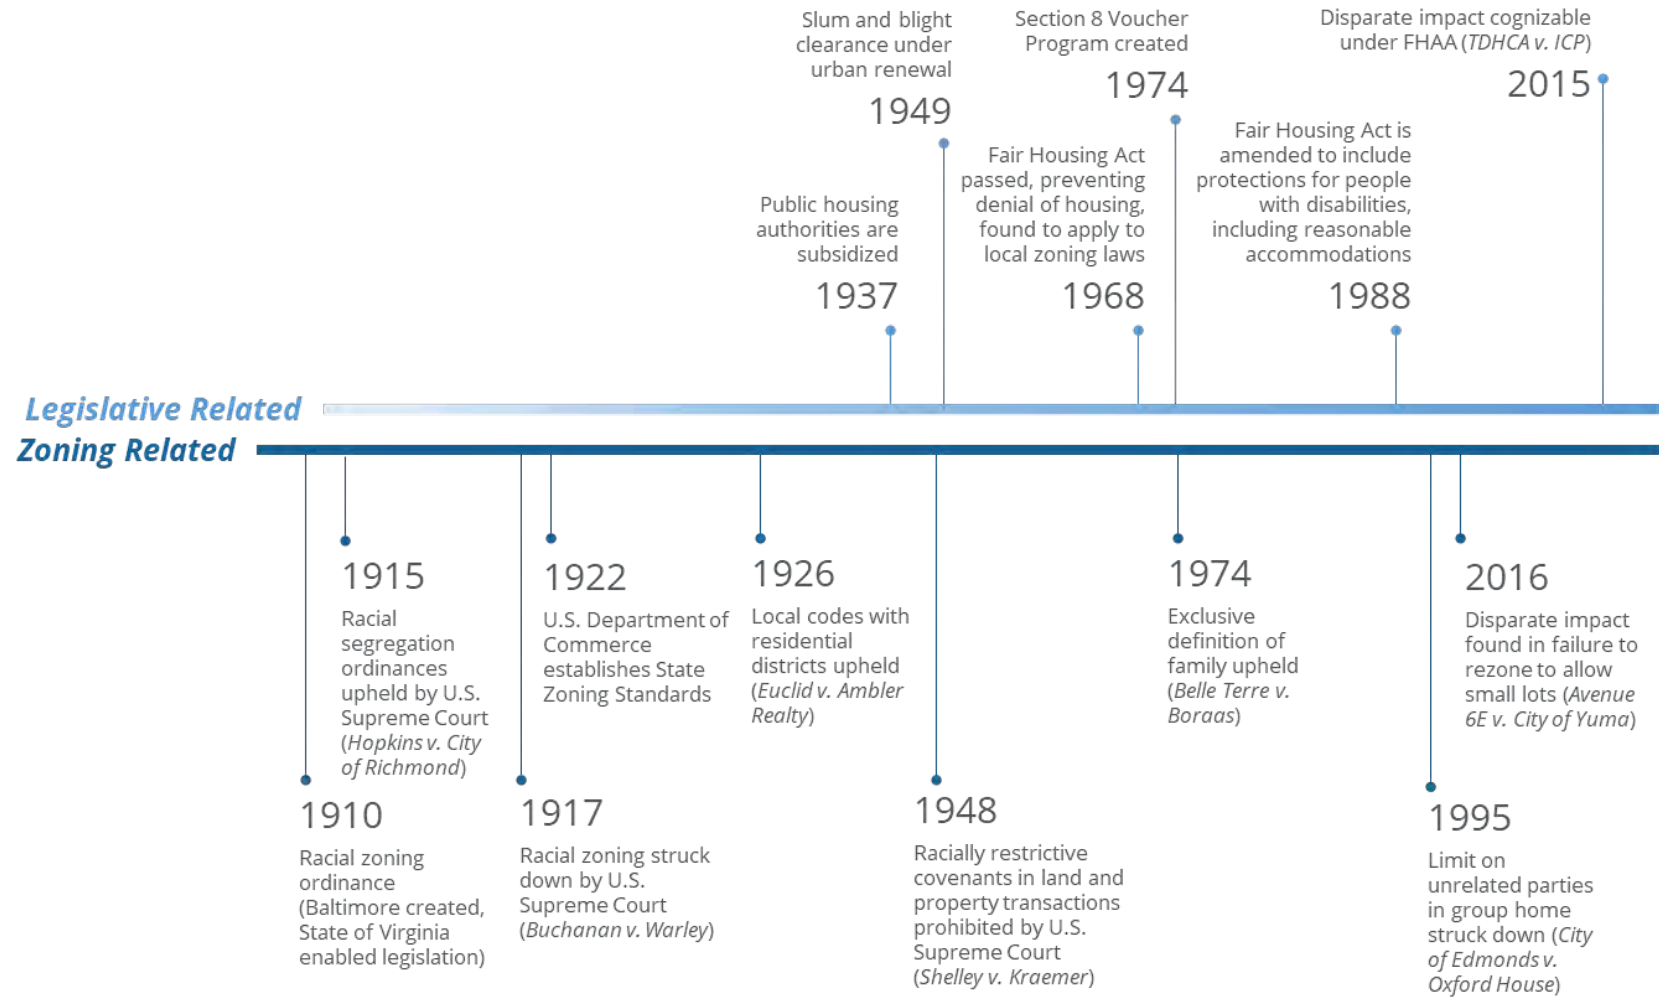 Slum and blight
clearance under
urban renewal
1949
Section 8 Voucher
Program created
1974
Disparate impact cognizable
under FHAA (TDHCA v. ICP)
2015
Public housing
authorities are
subsidized
1937
Fair Housing Act
passed, preventing
denial of housing,
found to apply to
local zoning laws
1968
Fair Housing Act is
amended to include
protections for people
with disabilities,
including reasonable
accommodations
1988
Legislative Related
Zoning Related
1915
Racial
segregation
ordinances
upheld by U.S.
Supreme Court
(Hopkins v. City
of Richmond)
1922
U.S. Department of
Commerce
establishes State
Zoning Standards
1926
Local codes with
residential
districts upheld
(Euclid v. Ambler
Realty)
1974
Exclusive
definition of
family upheld
(Belle Terre v.
Boraas)
2016
Disparate impact
found in failure to
rezone to allow
small lots (Avenue
6E v. City of Yuma)
1910
Racial zoning
ordinance
(Baltimore created,
State of Virginia
enabled legislation)
1917
Racial zoning struck
down by U.S.
Supreme Court
(Buchanan v. Warley)
1948
Racially restrictive
covenants in land and
property transactions
prohibited by U.S.
Supreme Court
(Shelley v. Kraemer)
1995
Limit on
unrelated parties
in group home
struck down (City
of Edmonds v.
Oxford House)